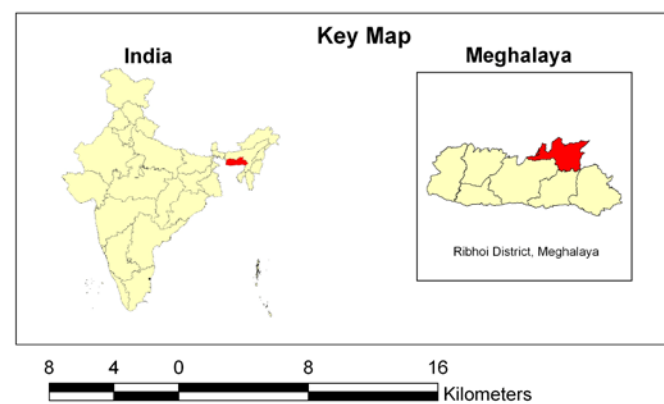 Key Map
India
Meghalaya
Ribhoi District, Meghalaya
8 4 0 8 16
Kilometers